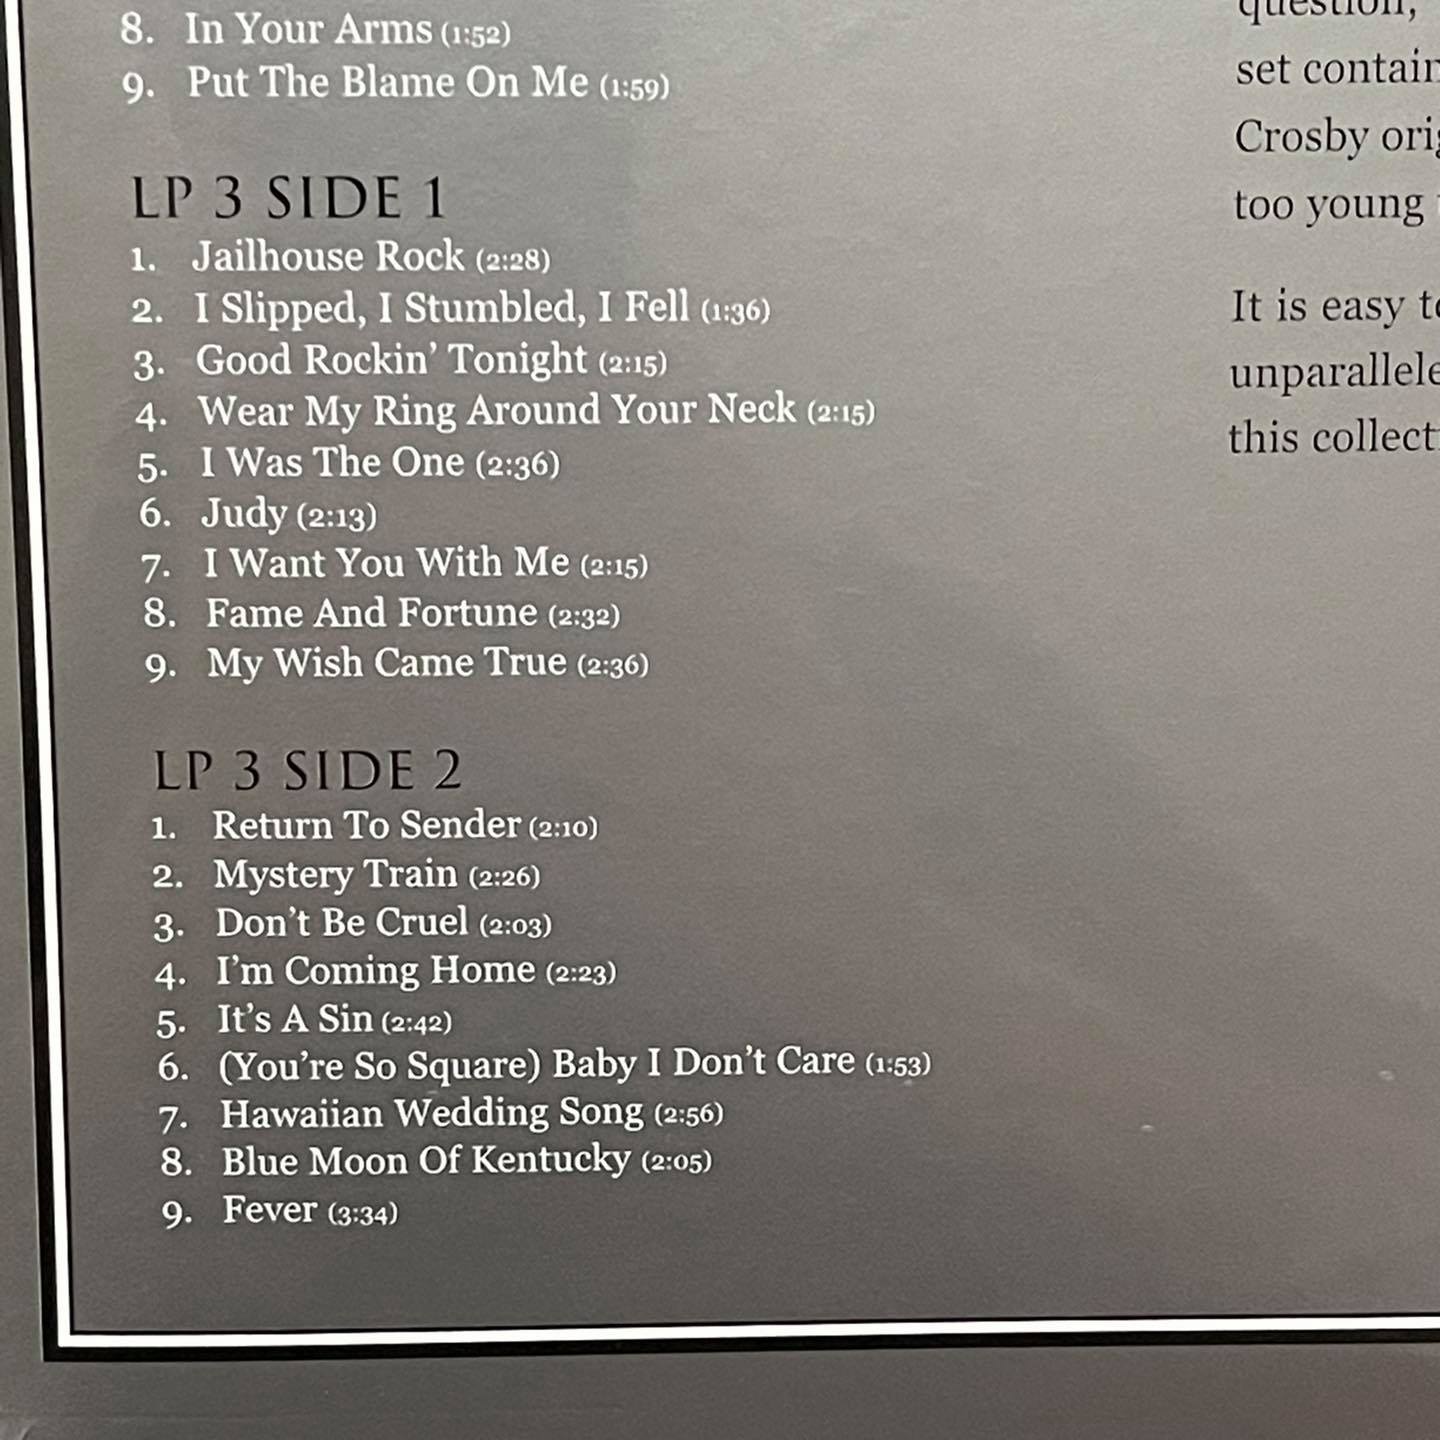 8. In Your Arms (1:52)
9. Put The Blame On Me (1:59)
LP 3 SIDE 1
1. Jailhouse Rock (2:28)
2. I Slipped, I Stumbled, I Fell (1:36)
3. Good Rockin’ Tonight (2:15)
4. Wear My Ring Around Your Neck (2:15)
5. I Was The One (2:36)
6. Judy (2:13)
7. I Want You With Me (2:15)
8. Fame And Fortune (2:32)
9. My Wish Came True (2:36)
LP 3 SIDE 2
1. Return To Sender (2:10)
2. Mystery Train (2:26)
3. Don’t Be Cruel (2:03)
4. I’m Coming Home (2:23)
5. It’s A Sin (2:42)
6. (You’re So Square) Baby I Don’t Care (1:53)
7. Hawaiian Wedding Song (2:56)
8. Blue Moon Of Kentucky (2:05)
9. Fever (3:34)
question,
set contain
Crosby orig
too young
It is easy to
unparallele
this collect